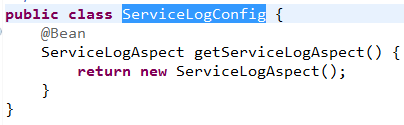 public class ServiceLogConfig {
@Bean
ServiceLogAspect getServiceLogAspect() {
return new ServiceLogAspect();
}
}